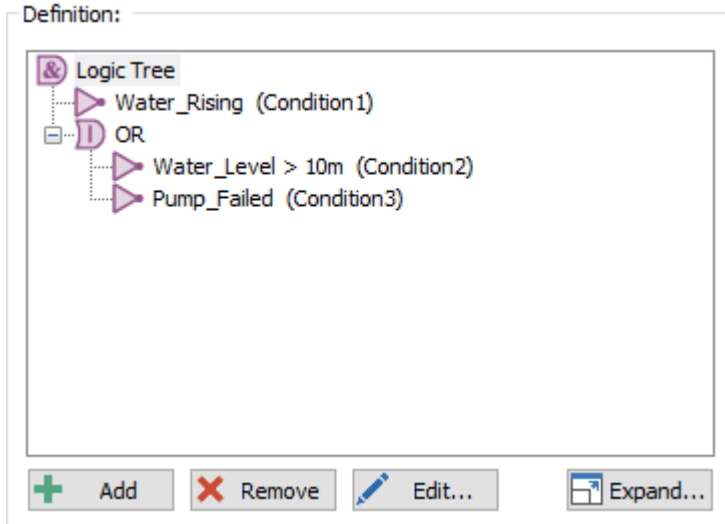 Definition:
& Logic Tree
Water_Rising (Condition1)
OR
Water_Level > 10m (Condition2)
Pump_Failed (Condition3)
Add Remove Edit... Expand...